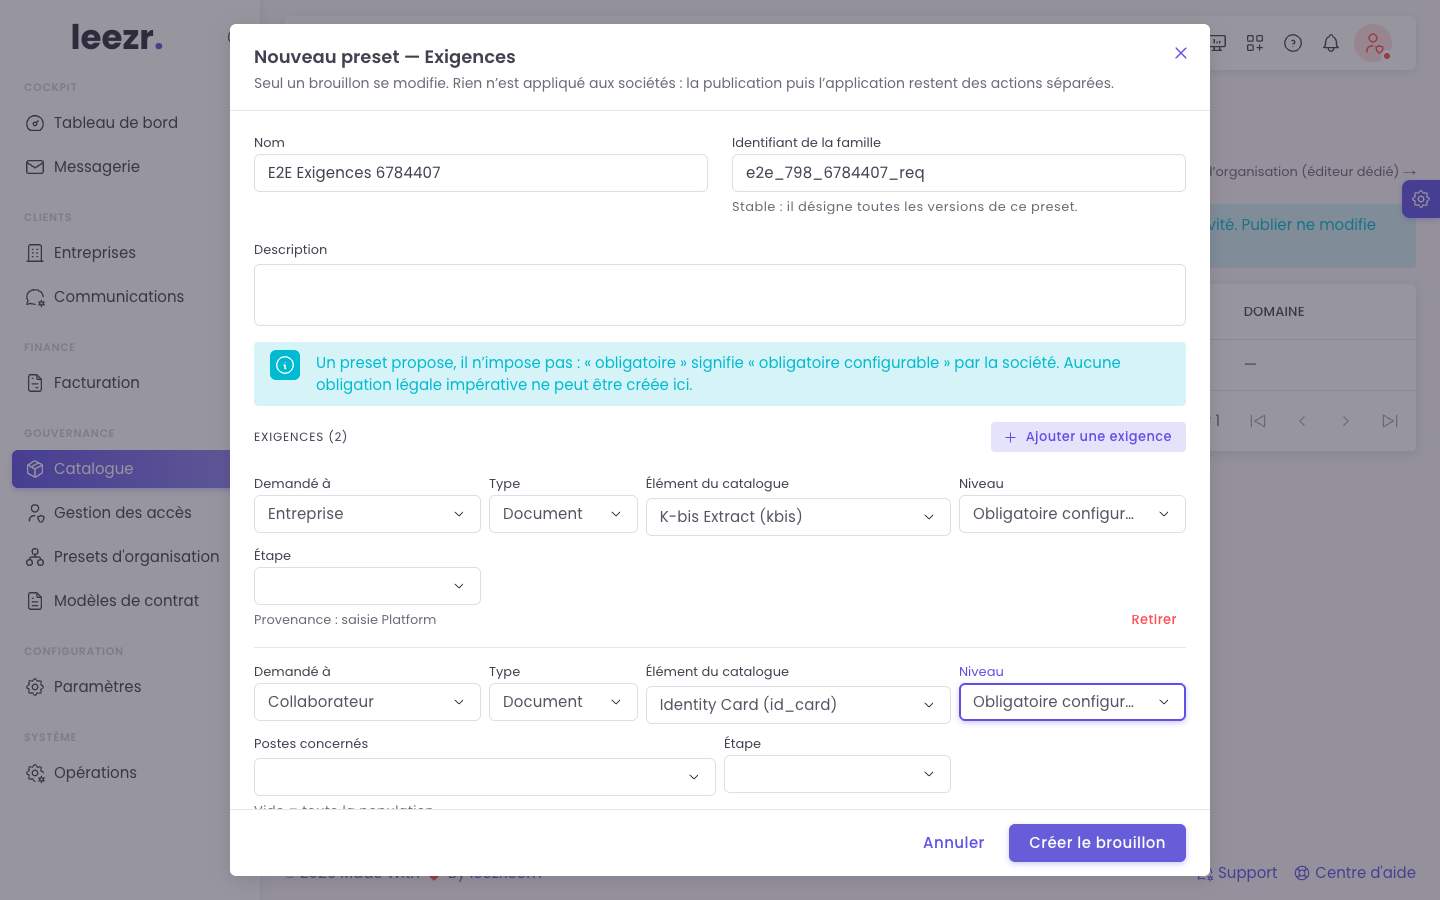 leezr.
COCKPIT
Tableau de bord
Messagerie
CLIENTS
Entreprises
Communications
FINANCE
Facturation
GOUVERNANCE
Catalogue
Gestion des accès
Presets d'organisation
Modèles de contrat
CONFIGURATION
Paramètres
SYSTÈME
Opérations
Nouveau preset — Exigences
Seul un brouillon se modifie. Rien n’est appliqué aux sociétés : la publication puis l’application restent des actions séparées.
Nom
Identifiant de la famille
E2E Exigences 6784407
e2e_798_6784407_req
Stable : il désigne toutes les versions de ce preset.
Description
Un preset propose, il n’impose pas : « obligatoire » signifie « obligatoire configurable » par la société. Aucune
obligation légale impérative ne peut être créée ici.
EXIGENCES (2)
Ajouter une exigence
Demandé à
Type
Élément du catalogue
Niveau
Entreprise
Document
K-bis Extract (kbis)
Obligatoire configur...
Étape
Provenance : saisie Platform
Retirer
Demandé à
Type
Élément du catalogue
Niveau
Collaborateur
Document
Identity Card (id_card)
Obligatoire configur...
Postes concernés
Étape
Vide = toute la population
Annuler
Créer le brouillon
l’organisation (éditeur dédié) →
vité. Publier ne modifie
DOMAINE
—
1
Support
Centre d'aide